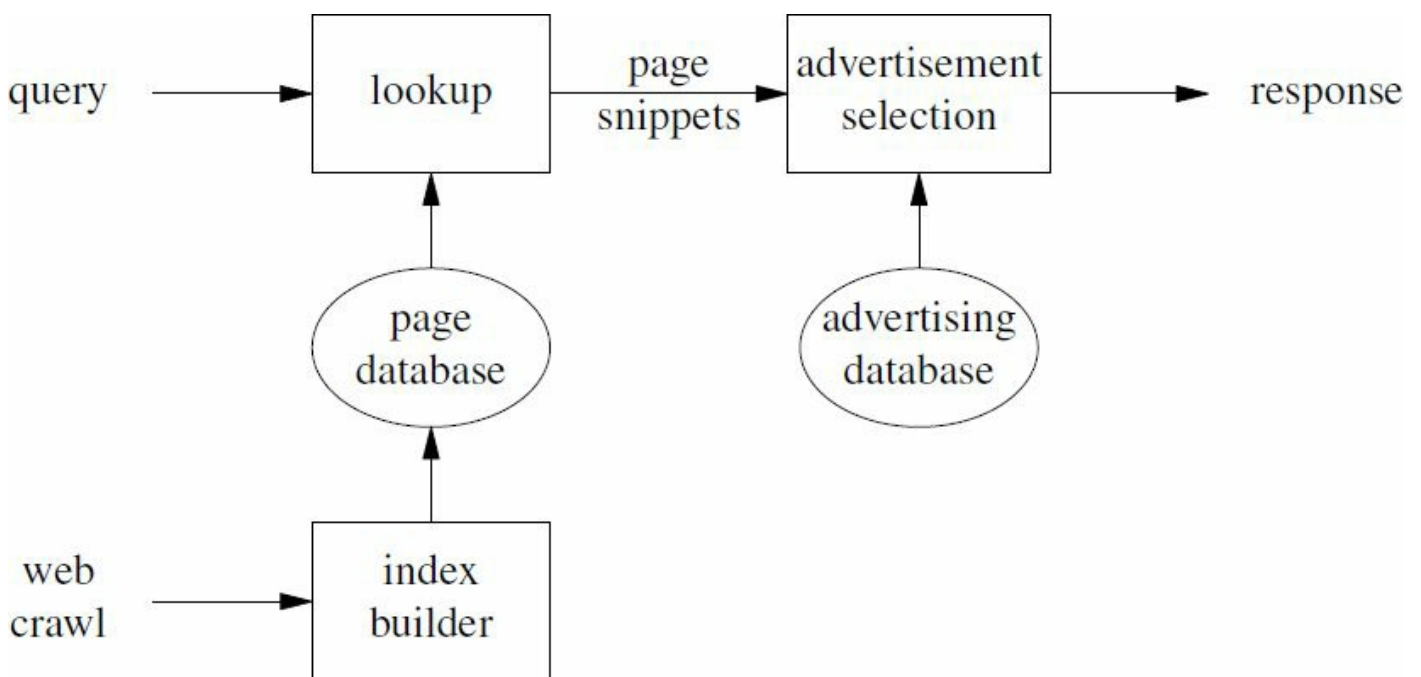 query
lookup
page
snippets
advertisement
selection
response
page
database
advertising
database
web
crawl
index
builder